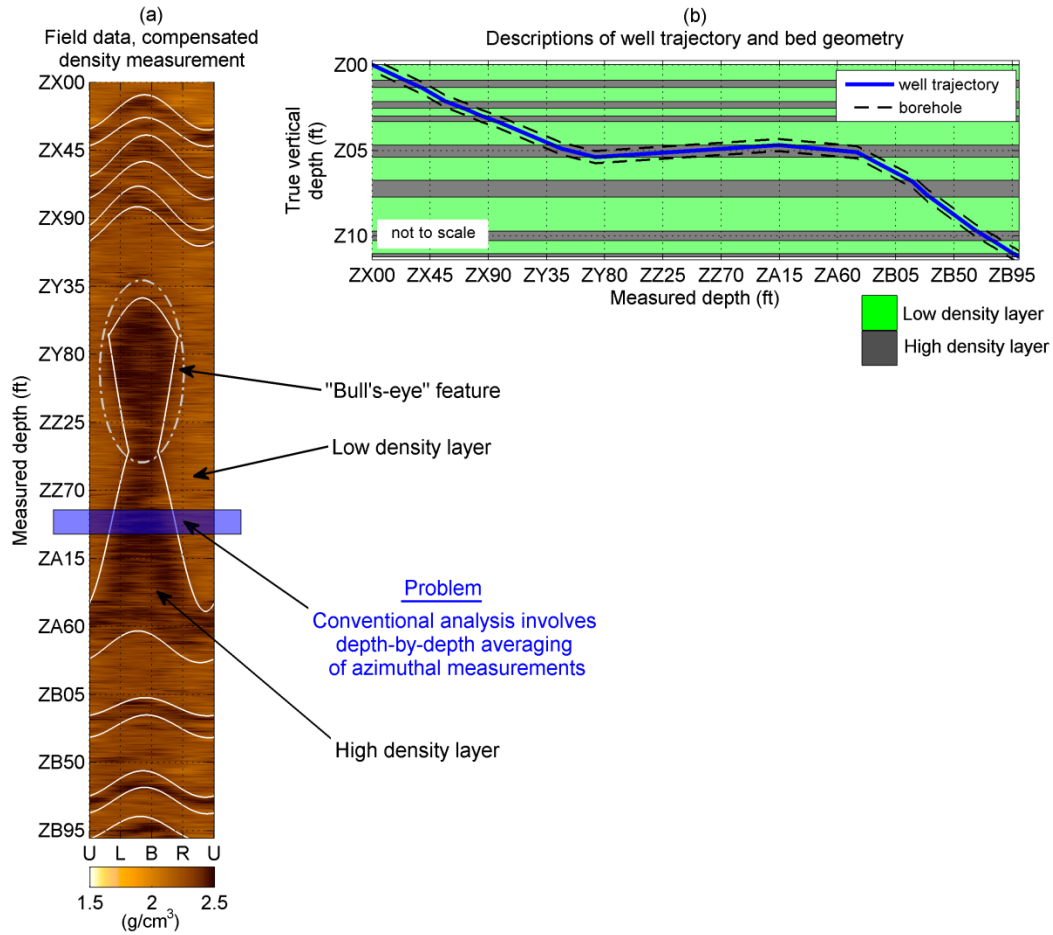 (a)
Field data, compensated
density measurement
ZX00
ZX45
ZX90
ZY35
ZY80
ZZ25
ZZ70
ZA15
ZA60
ZB05
ZB50
ZB95
Measured depth (ft)
U L B R U
1.5 2 2.5
(g/cm³)
"Bull's-eye" feature
Low density layer
Problem
Conventional analysis involves
depth-by-depth averaging
of azimuthal measurements
High density layer
(b)
Descriptions of well trajectory and bed geometry
Z00
Z05
Z10
True vertical
depth (ft)
well trajectory
borehole
not to scale
ZX00 ZX45 ZX90 ZY35 ZY80 ZZ25 ZZ70 ZA15 ZA60 ZB05 ZB50 ZB95
Measured depth (ft)
Low density layer
High density layer